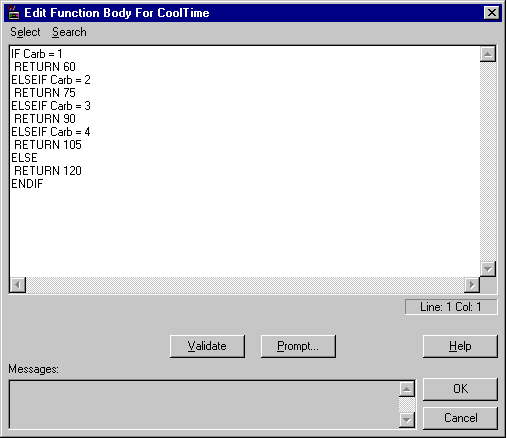 Edit Function Body For CoolTime
Select Search
IF Carb = 1
RETURN 60
ELSEIF Carb = 2
RETURN 75
ELSEIF Carb = 3
RETURN 90
ELSEIF Carb = 4
RETURN 105
ELSE
RETURN 120
ENDIF
Line: 1 Col: 1
Validate Prompt... Help
Messages:
OK
Cancel